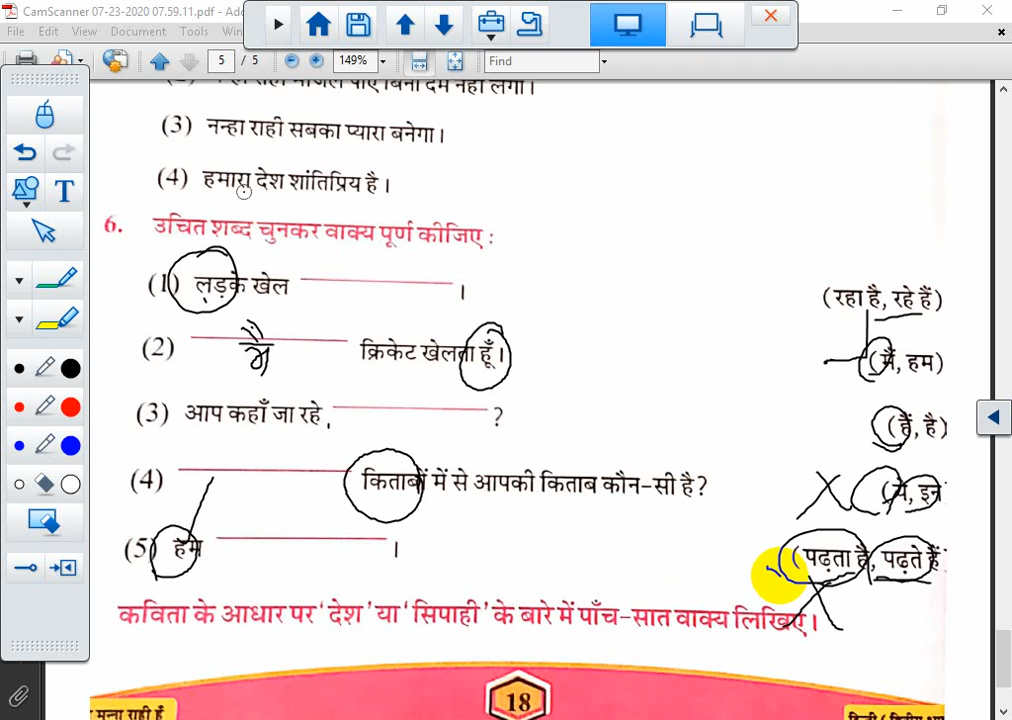 CamScanner 07-23-2020 07.59.11.pdf - Ado
File Edit View Document Tools
5 / 5 149% Find
(3) नन्हा राही सबका प्यारा बनेगा।
(4) हमारा देश शांतिप्रिय है।
6. उचित शब्द चुनकर वाक्य पूर्ण कीजिए :
(1) लड़के खेल ____________ । (रहा है, रहे हैं)
(2) ____________ मैं क्रिकेट खेलता हूँ। (मैं, हम)
(3) आप कहाँ जा रहे, ____________ ? (हैं, है)
(4) ____________ किताबों में से आपकी किताब कौन-सी है? (ये, इन
(5) हम ____________ । (पढ़ता है, पढ़ते हैं)
कविता के आधार पर 'देश' या 'सिपाही' के बारे में पाँच-सात वाक्य लिखिए।
18
T